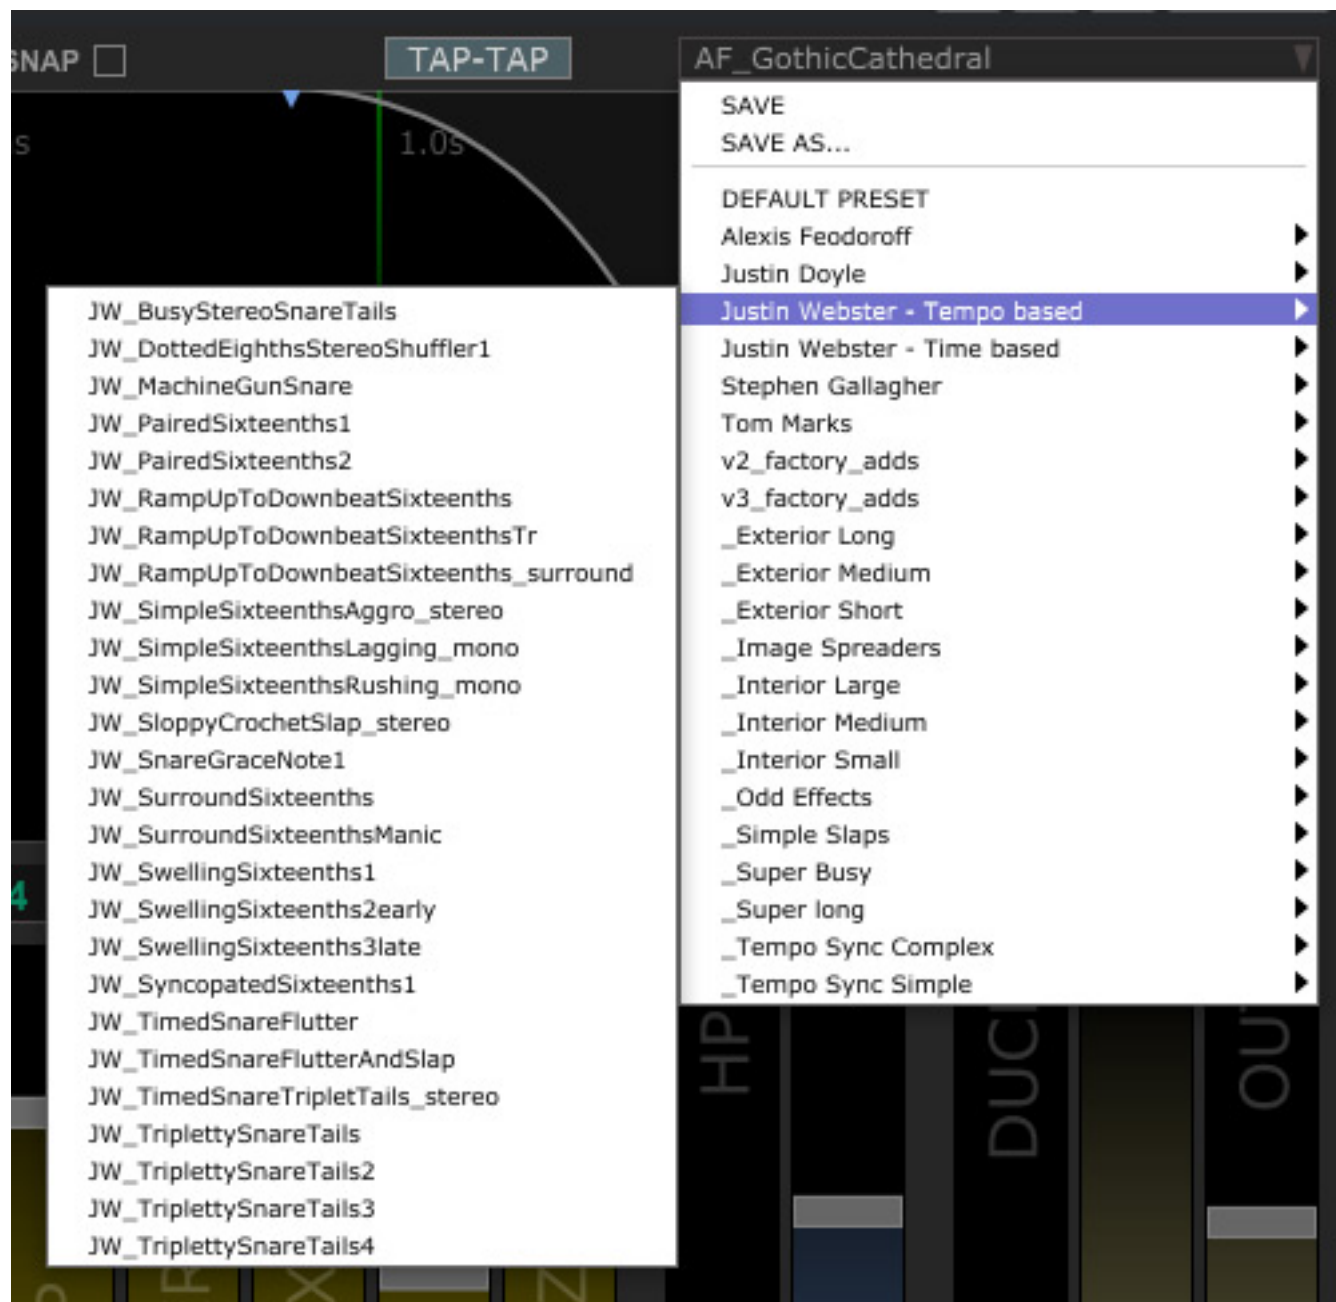 SNAP
TAP-TAP
AF_GothicCathedral
s
1.0s
SAVE
SAVE AS...
DEFAULT PRESET
Alexis Feodoroff
Justin Doyle
Justin Webster - Tempo based
Justin Webster - Time based
Stephen Gallagher
Tom Marks
v2_factory_adds
v3_factory_adds
_Exterior Long
_Exterior Medium
_Exterior Short
_Image Spreaders
_Interior Large
_Interior Medium
_Interior Small
_Odd Effects
_Simple Slaps
_Super Busy
_Super long
_Tempo Sync Complex
_Tempo Sync Simple
JW_BusyStereoSnareTails
JW_DottedEighthsStereoShuffler1
JW_MachineGunSnare
JW_PairedSixteenths1
JW_PairedSixteenths2
JW_RampUpToDownbeatSixteenths
JW_RampUpToDownbeatSixteenthsTr
JW_RampUpToDownbeatSixteenths_surround
JW_SimpleSixteenthsAggro_stereo
JW_SimpleSixteenthsLagging_mono
JW_SimpleSixteenthsRushing_mono
JW_SloppyCrochetSlap_stereo
JW_SnareGraceNote1
JW_SurroundSixteenths
JW_SurroundSixteenthsManic
JW_SwellingSixteenths1
JW_SwellingSixteenths2early
JW_SwellingSixteenths3late
JW_SyncopatedSixteenths1
JW_TimedSnareFlutter
JW_TimedSnareFlutterAndSlap
JW_TimedSnareTripletTails_stereo
JW_TriplettySnareTails
JW_TriplettySnareTails2
JW_TriplettySnareTails3
JW_TriplettySnareTails4
4
HP
DUCK
OUT